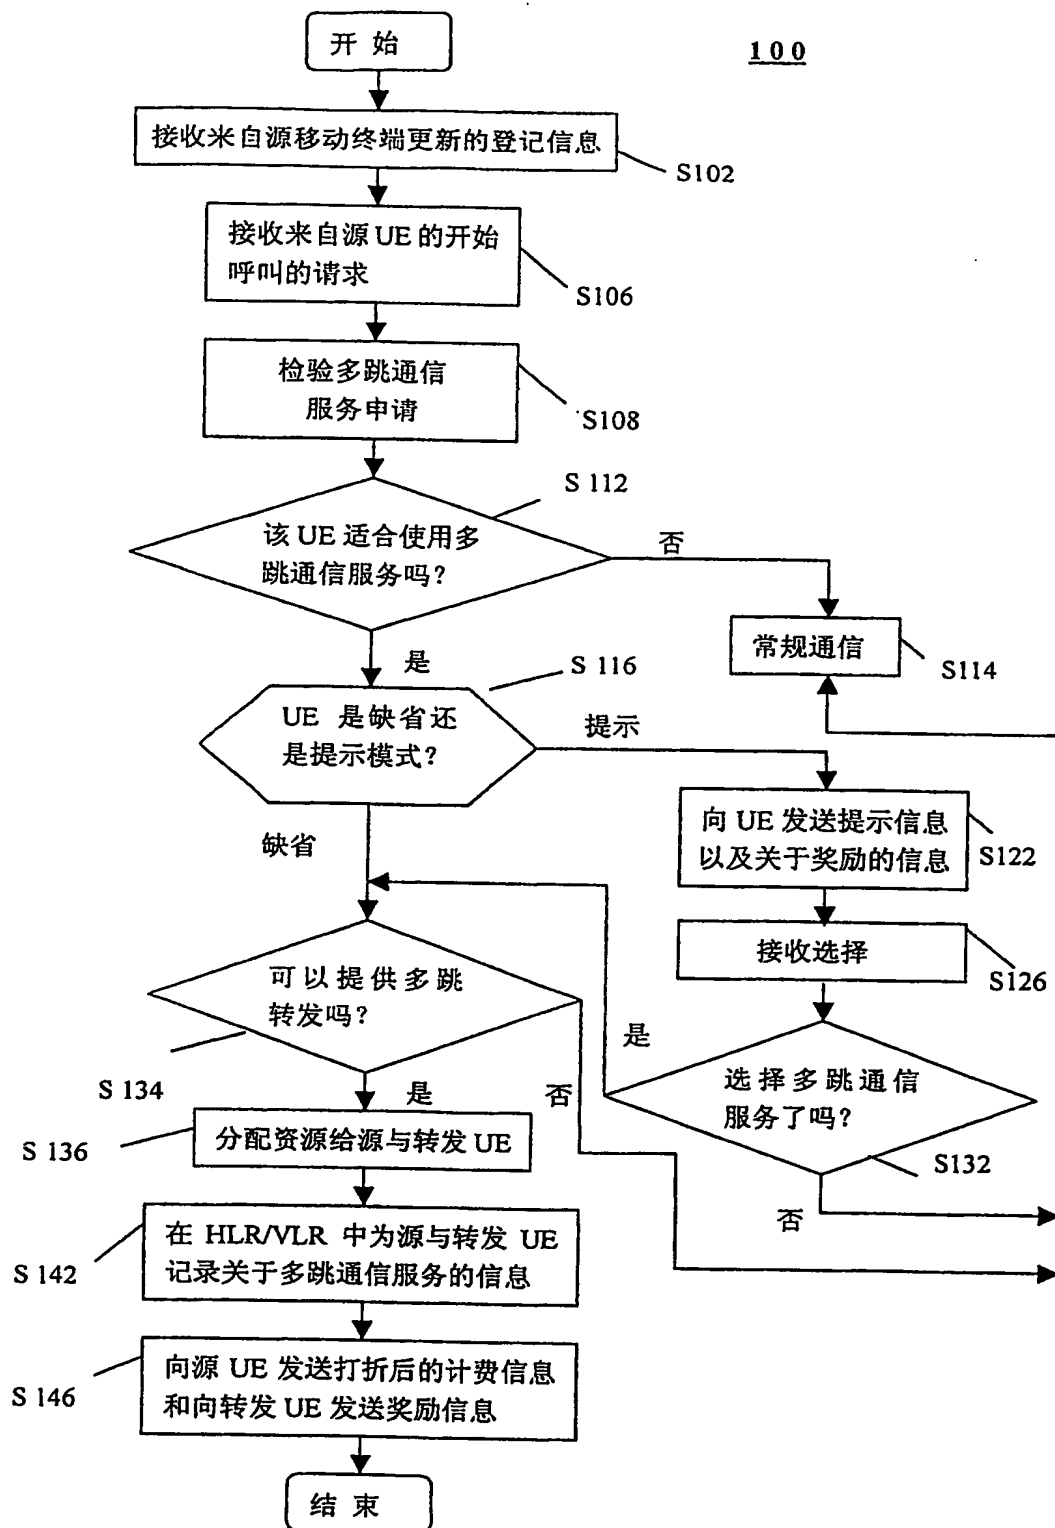 开 始
100
接收来自源移动终端更新的登记信息
S102
接收来自源 UE 的开始
呼叫的请求
S106
检验多跳通信
服务申请
S108
S 112
该 UE 适合使用多
跳通信服务吗?
否
常规通信
S114
是
S 116
UE 是缺省还
是提示模式?
提示
向 UE 发送提示信息
以及关于奖励的信息
S122
缺省
接收选择
S126
可以提供多跳
转发吗?
S 134
是
选择多跳通信
服务了吗?
S132
是
否
否
分配资源给源与转发 UE
S 136
在 HLR/VLR 中为源与转发 UE
记录关于多跳通信服务的信息
S 142
向源 UE 发送打折后的计费信息
和向转发 UE 发送奖励信息
S 146
结 束